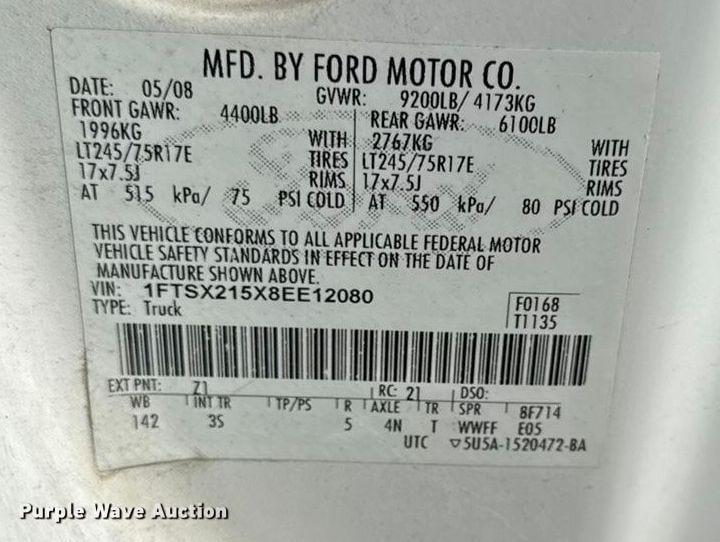 MFD. BY FORD MOTOR CO.
DATE: 05/08 GVWR: 9200LB/ 4173KG
FRONT GAWR: 4400LB REAR GAWR: 6100LB
1996KG WITH 2767KG WITH
LT245/75R17E TIRES LT245/75R17E TIRES
17x7.5J RIMS 17x7.5J RIMS
AT 515 kPa/ 75 PSI COLD AT 550 kPa/ 80 PSI COLD
THIS VEHICLE CONFORMS TO ALL APPLICABLE FEDERAL MOTOR
VEHICLE SAFETY STANDARDS IN EFFECT ON THE DATE OF
MANUFACTURE SHOWN ABOVE.
VIN: 1FTSX215X8EE12080 F0168
TYPE: Truck T1135
EXT PNT: Z1 RC: 21 DSO:
WB INT TR TP/PS R AXLE TR SPR 8F714
142 3S 5 4N T WWFF E05
UTC ▽5U5A-1520472-BA
Purple Wave Auction